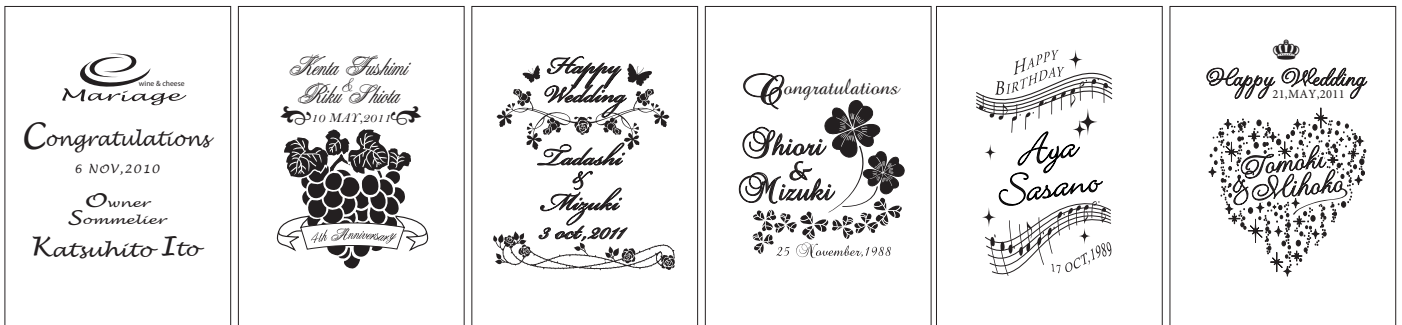 wine & cheese
Mariage
Congratulations
6 NOV,2010
Owner
Sommelier
Katsuhito Ito
Kenta Fushimi
&
Riku Shiota
10 MAY,2011
4th Anniversary
Happy
Wedding
Tadashi
&
Mizuki
3 oct,2011
Congratulations
Shiori
&
Mizuki
25 November,1988
HAPPY
BIRTHDAY
Aya
Sasano
17 OCT,1989
Happy Wedding
21,MAY,2011
Tomoki
& Mihoko